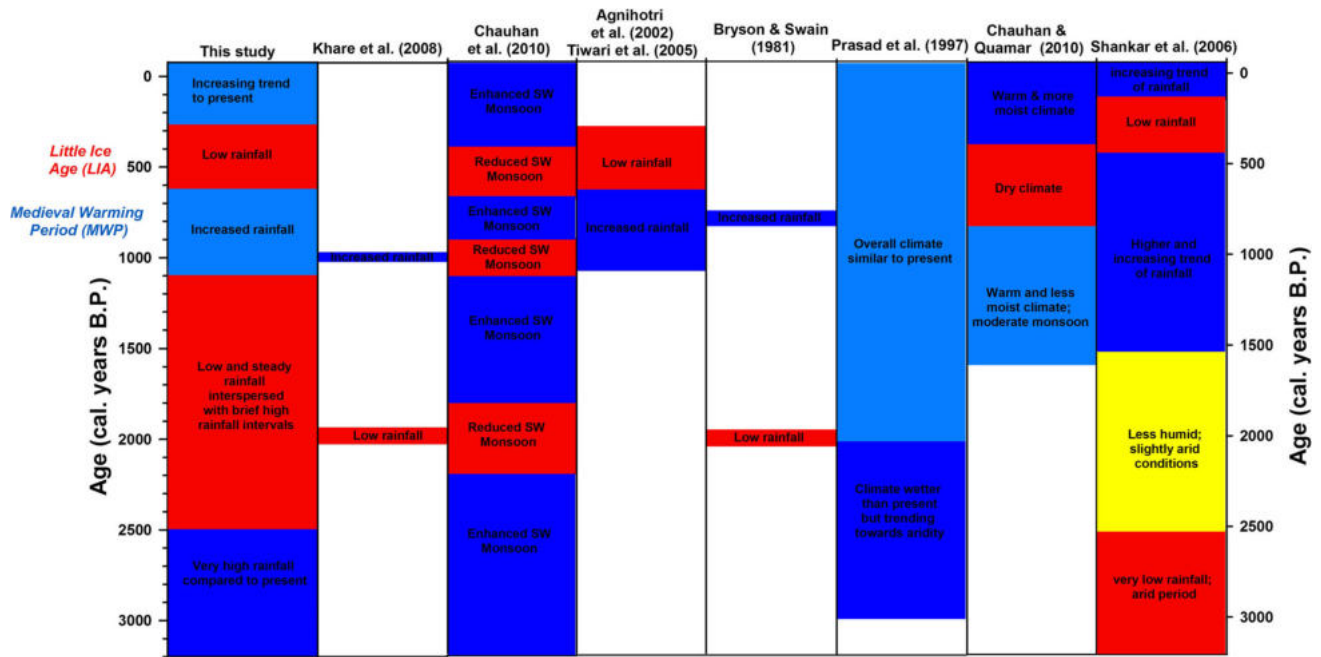 This study
Khare et al. (2008)
Chauhan
et al. (2010)
Agnihotri
et al. (2002)
Tiwari et al. (2005)
Bryson & Swain
(1981)
Prasad et al. (1997)
Chauhan &
Quamar (2010)
Shankar et al. (2006)
Age (cal. years B.P.)
0
500
1000
1500
2000
2500
3000
Little Ice
Age (LIA)
Medieval Warming
Period (MWP)
Increasing trend
to present
Low rainfall
Increased rainfall
Low and steady
rainfall
interspersed
with brief high
rainfall intervals
Very high rainfall
compared to present
Increased rainfall
Low rainfall
Enhanced SW
Monsoon
Reduced SW
Monsoon
Enhanced SW
Monsoon
Reduced SW
Monsoon
Enhanced SW
Monsoon
Reduced SW
Monsoon
Enhanced SW
Monsoon
Low rainfall
Increased rainfall
Increased rainfall
Low rainfall
Overall climate
similar to present
Climate wetter
than present
but trending
towards aridity
Warm & more
moist climate
Dry climate
Warm and less
moist climate;
moderate monsoon
Increasing trend
of rainfall
Low rainfall
Higher and
increasing trend
of rainfall
Less humid;
slightly arid
conditions
very low rainfall;
arid period
0
500
1000
1500
2000
2500
3000
Age (cal. years B.P.)